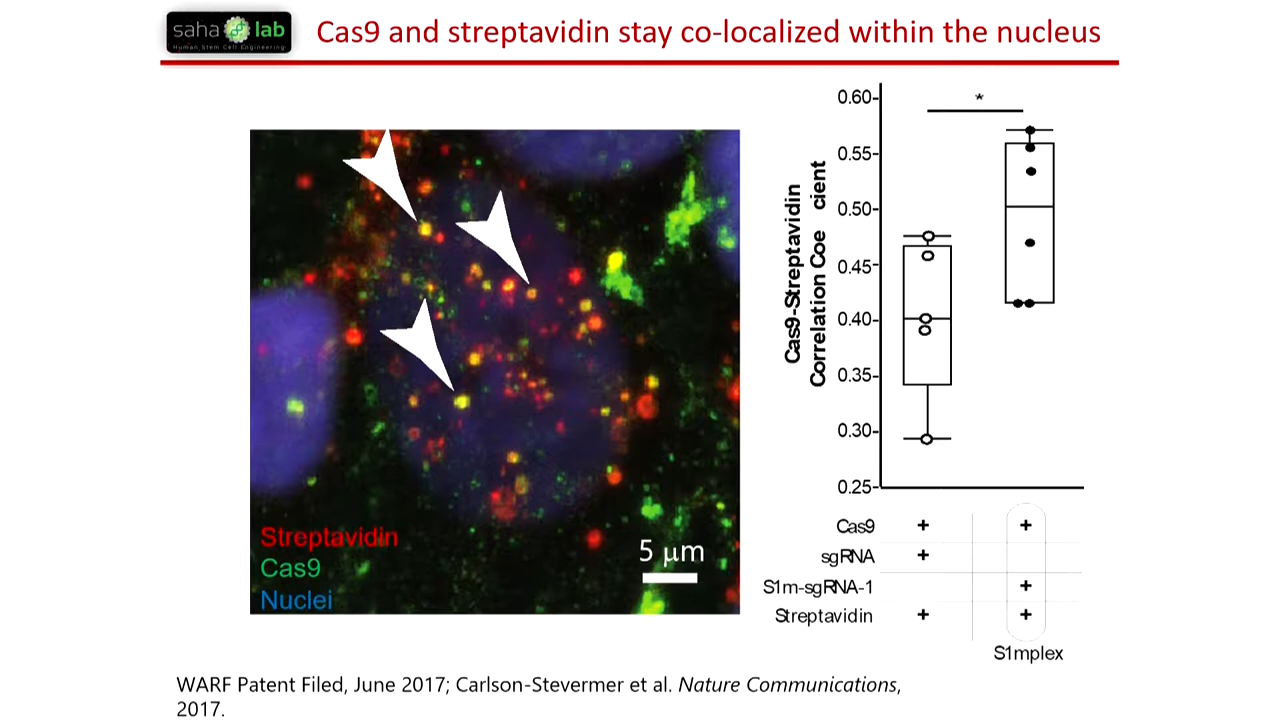 saha lab
Human Stem Cell Engineering
Cas9 and streptavidin stay co-localized within the nucleus
Streptavidin
Cas9
Nuclei
5 μm
Cas9-Streptavidin
Correlation Coe cient
0.60
0.55
0.50
0.45
0.40
0.35
0.30
0.25
*
Cas9 + +
sgRNA +
S1m-sgRNA-1 +
Streptavidin + +
S1mplex
WARF Patent Filed, June 2017; Carlson-Stevermer et al. Nature Communications,
2017.